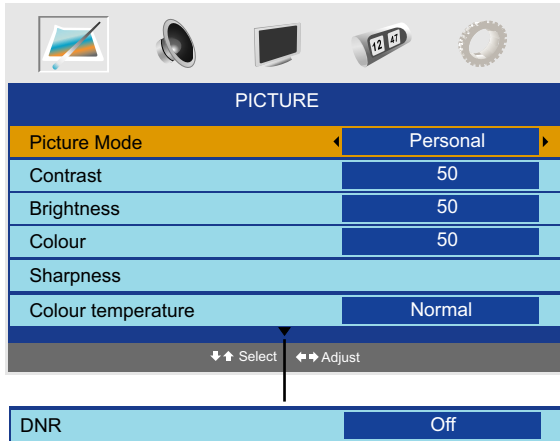 12 47
PICTURE
Picture Mode Personal
Contrast 50
Brightness 50
Colour 50
Sharpness
Colour temperature Normal
Select Adjust
DNR Off